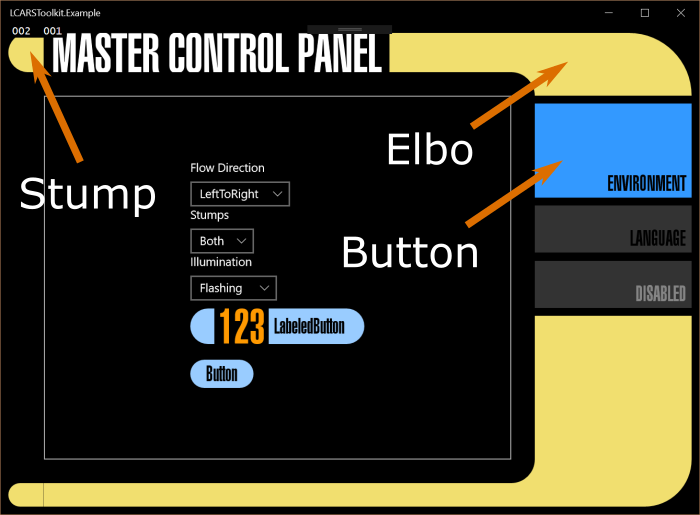 LCARSToolkit.Example
002 001
MASTER CONTROL PANEL
Elbo
Stump
Flow Direction
LeftToRight
Stumps
Both
Illumination
Flashing
123 LabeledButton
Button
Button
ENVIRONMENT
LANGUAGE
DISABLED